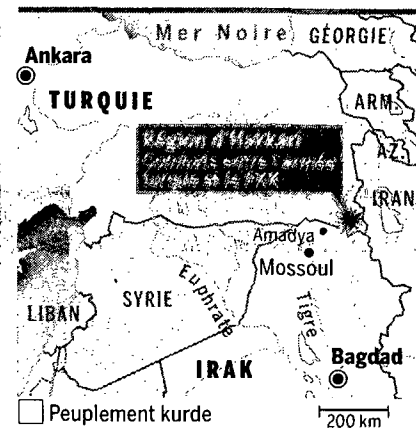 Mer Noire
GÉORGIE
Ankara
TURQUIE
ARM.
AZ.
Région d'Hakkari
Combats entre l'armée
turque et le PKK
IRAN
Amadya
Mossoul
LIBAN
SYRIE
Euphrate
Tigre
IRAK
Bagdad
Peuplement kurde
200 km